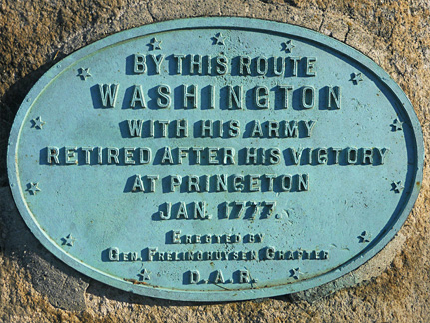 BY THIS ROUTE
WASHINGTON
WITH HIS ARMY
RETIRED AFTER HIS VICTORY
AT PRINCETON
JAN. 1777.
ERECTED BY
GEN. FRELINGHUYSEN CHAPTER
D.A.R.